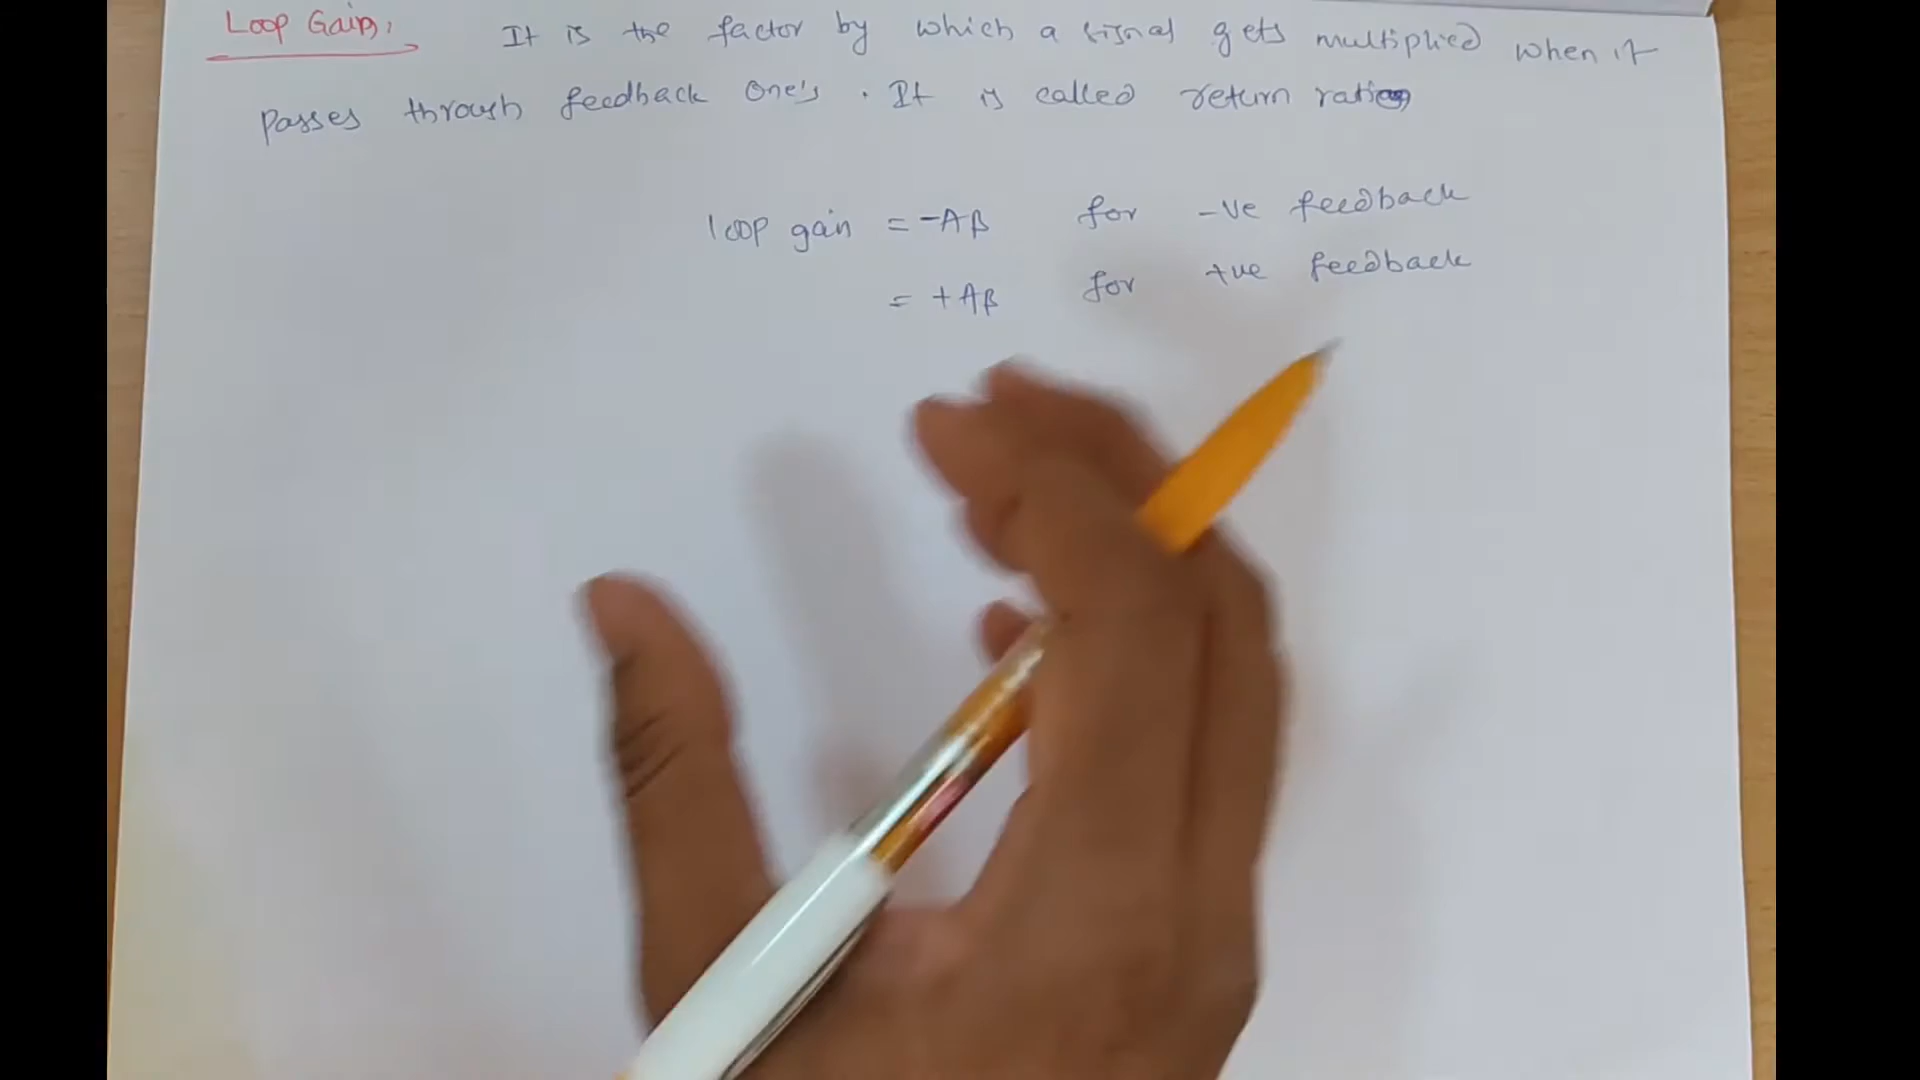 Loop Gain, It is the factor by which a signal gets multiplied when it
passes through feedback one's. It is called return ratio
loop gain = -Aβ for -ve feedback
= +Aβ for +ve feedback